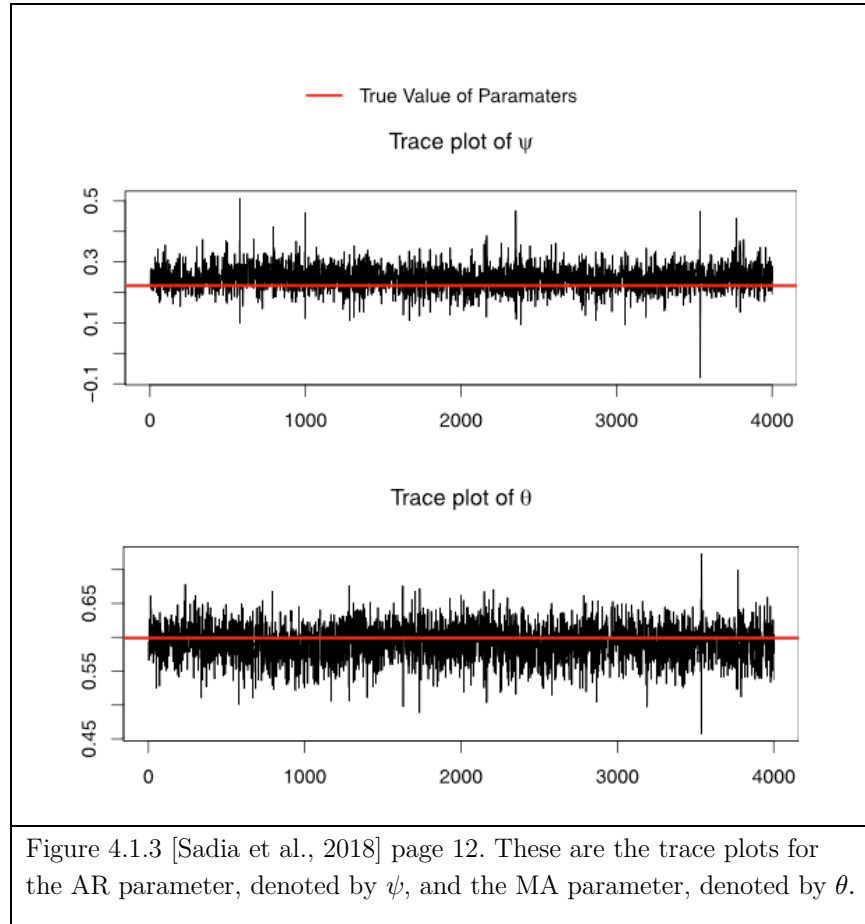 True Value of Paramaters
Trace plot of ψ
0.5
0.3
0.1
−0.1
0 1000 2000 3000 4000
Trace plot of θ
0.65
0.55
0.45
0 1000 2000 3000 4000
Figure 4.1.3 [Sadia et al., 2018] page 12. These are the trace plots for
the AR parameter, denoted by ψ, and the MA parameter, denoted by θ.